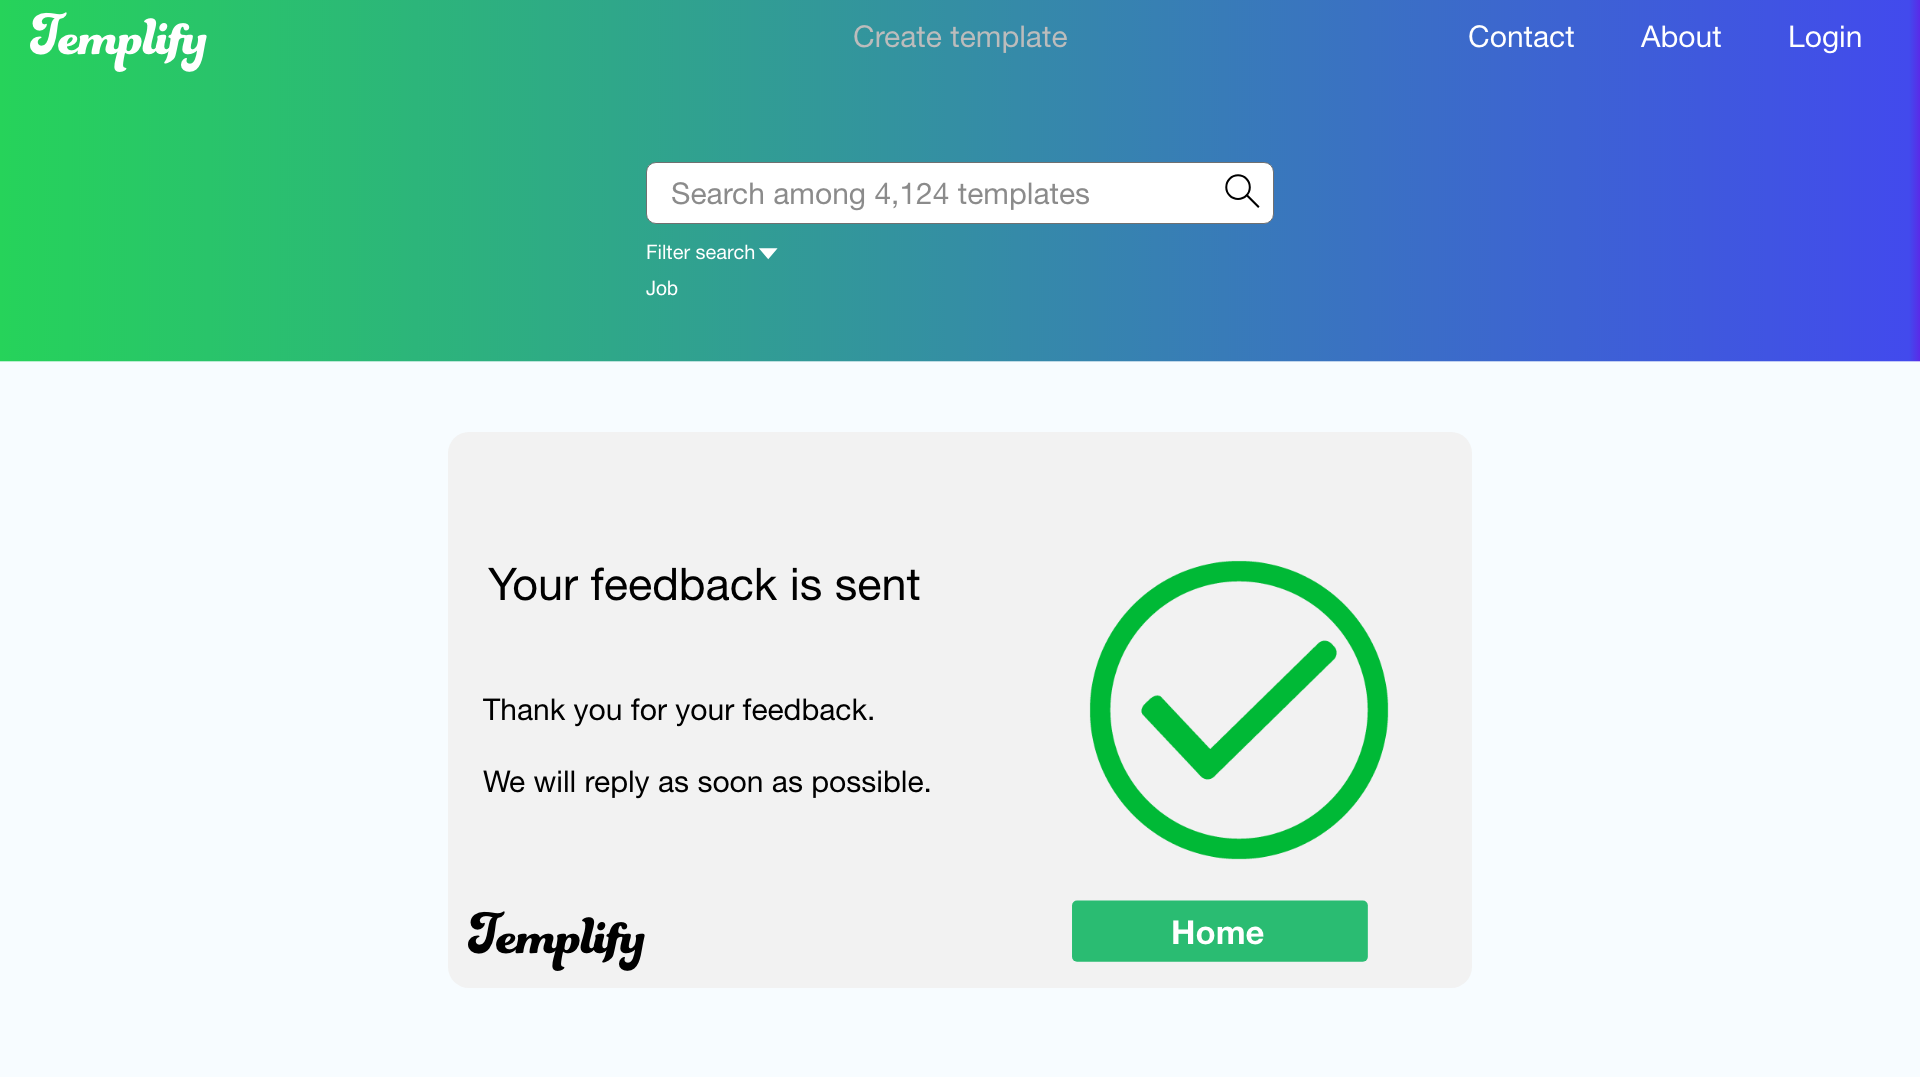 Templify
Create template
Contact
About
Login
Search among 4,124 templates
Filter search
Job
Your feedback is sent
Thank you for your feedback.
We will reply as soon as possible.
Templify
Home